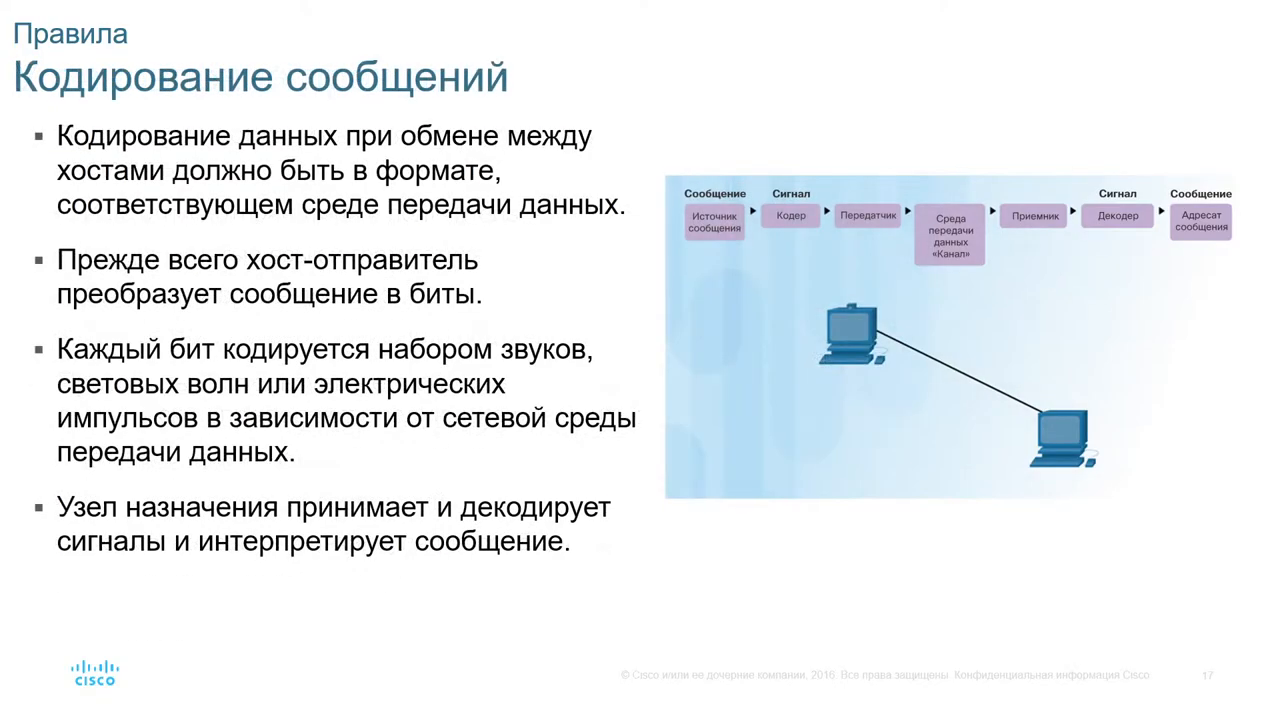 Правила
Кодирование сообщений
Кодирование данных при обмене между
хостами должно быть в формате,
соответствующем среде передачи данных.
Прежде всего хост-отправитель
преобразует сообщение в биты.
Каждый бит кодируется набором звуков,
световых волн или электрических
импульсов в зависимости от сетевой среды
передачи данных.
Узел назначения принимает и декодирует
сигналы и интерпретирует сообщение.
Сообщение
Сигнал
Сигнал
Сообщение
Источник
сообщения
Кодер
Передатчик
Среда
передачи
данных
«Канал»
Приемник
Декодер
Адресат
сообщения
CISCO
© Cisco и/или ее дочерние компании, 2016. Все права защищены. Конфиденциальная информация Cisco
17